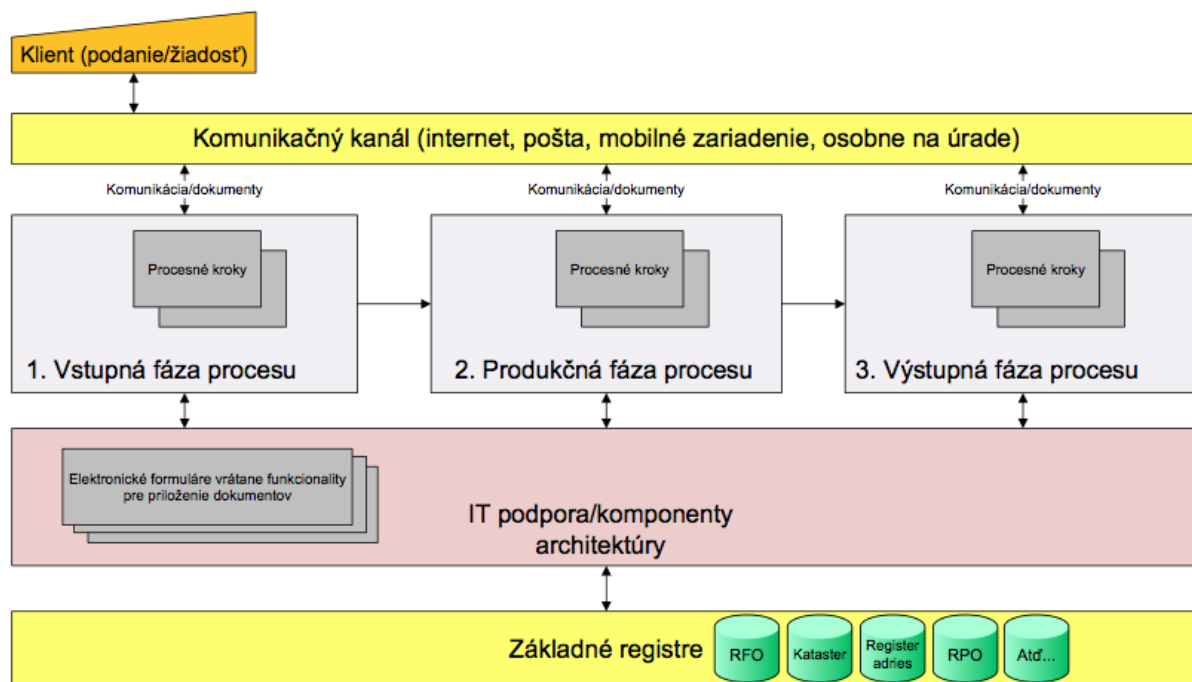 Klient (podanie/žiadosť)
Komunikačný kanál (internet, pošta, mobilné zariadenie, osobne na úrade)
Komunikácia/dokumenty
Komunikácia/dokumenty
Komunikácia/dokumenty
Procesné kroky
Procesné kroky
Procesné kroky
1. Vstupná fáza procesu
2. Produkčná fáza procesu
3. Výstupná fáza procesu
Elektronické formuláre vrátane funkcionality
pre priloženie dokumentov
IT podpora/komponenty
architektúry
Základné registre
RFO
Kataster
Register
adries
RPO
Atď...